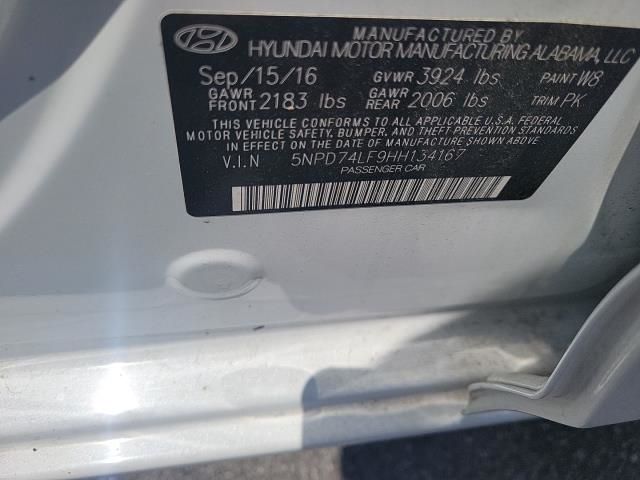 MANUFACTURED BY
HYUNDAI MOTOR MANUFACTURING ALABAMA, LLC
Sep/15/16 GVWR 3924 lbs PAINT W8
GAWR FRONT 2183 lbs GAWR REAR 2006 lbs TRIM PK
THIS VEHICLE CONFORMS TO ALL APPLICABLE U.S.A. FEDERAL
MOTOR VEHICLE SAFETY, BUMPER, AND THEFT PREVENTION STANDARDS
IN EFFECT ON THE DATE OF MANUFACTURE SHOWN ABOVE
V.I.N 5NPD74LF9HH134167
PASSENGER CAR